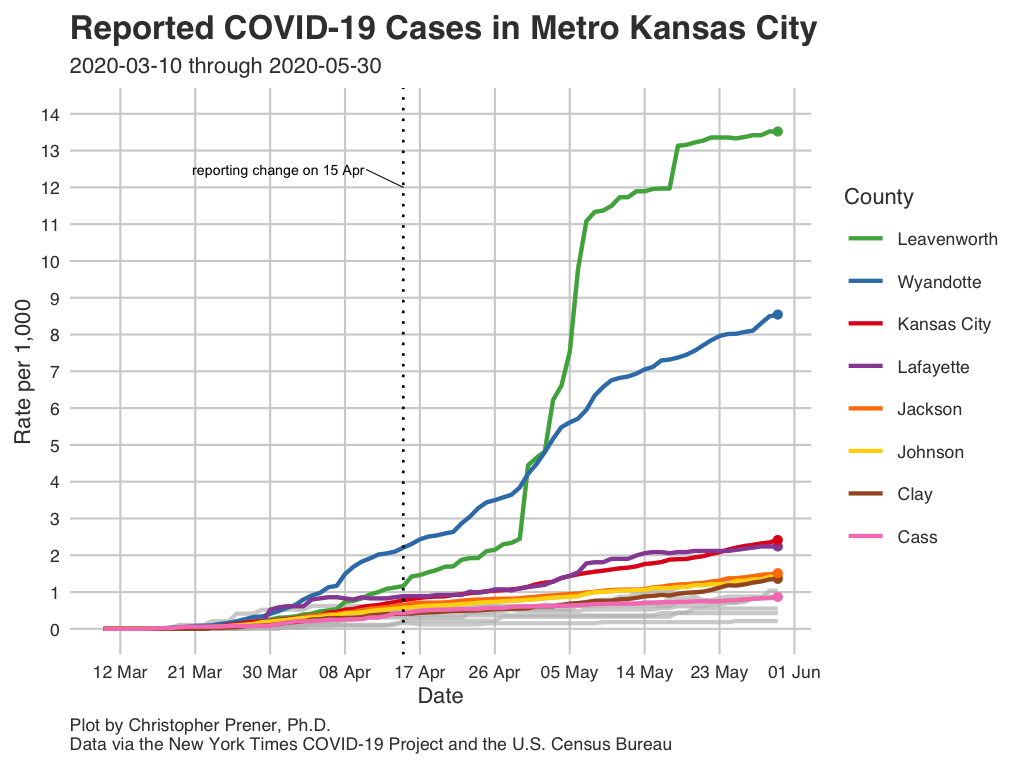 Reported COVID-19 Cases in Metro Kansas City
2020-03-10 through 2020-05-30
14
13
12
11
10
9
8
7
6
5
4
3
2
1
0
Rate per 1,000
reporting change on 15 Apr
12 Mar
21 Mar
30 Mar
08 Apr
17 Apr
26 Apr
05 May
14 May
23 May
01 Jun
Date
County
Leavenworth
Wyandotte
Kansas City
Lafayette
Jackson
Johnson
Clay
Cass
Plot by Christopher Prener, Ph.D.
Data via the New York Times COVID-19 Project and the U.S. Census Bureau